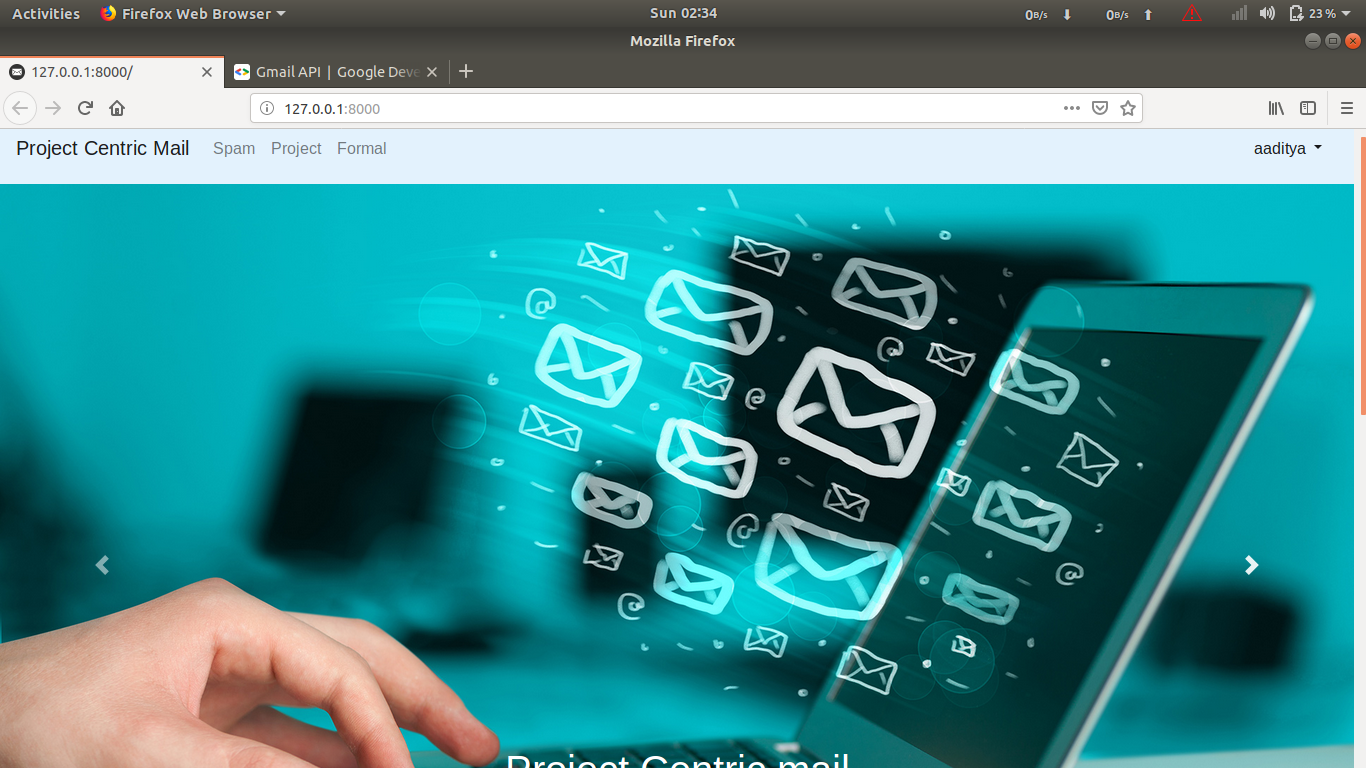 Activities Firefox Web Browser Sun 02:34 0B/s 0B/s 23 %
Mozilla Firefox
127.0.0.1:8000/ Gmail API | Google Deve
127.0.0.1:8000
Project Centric Mail Spam Project Formal aaditya
Project Centric mail